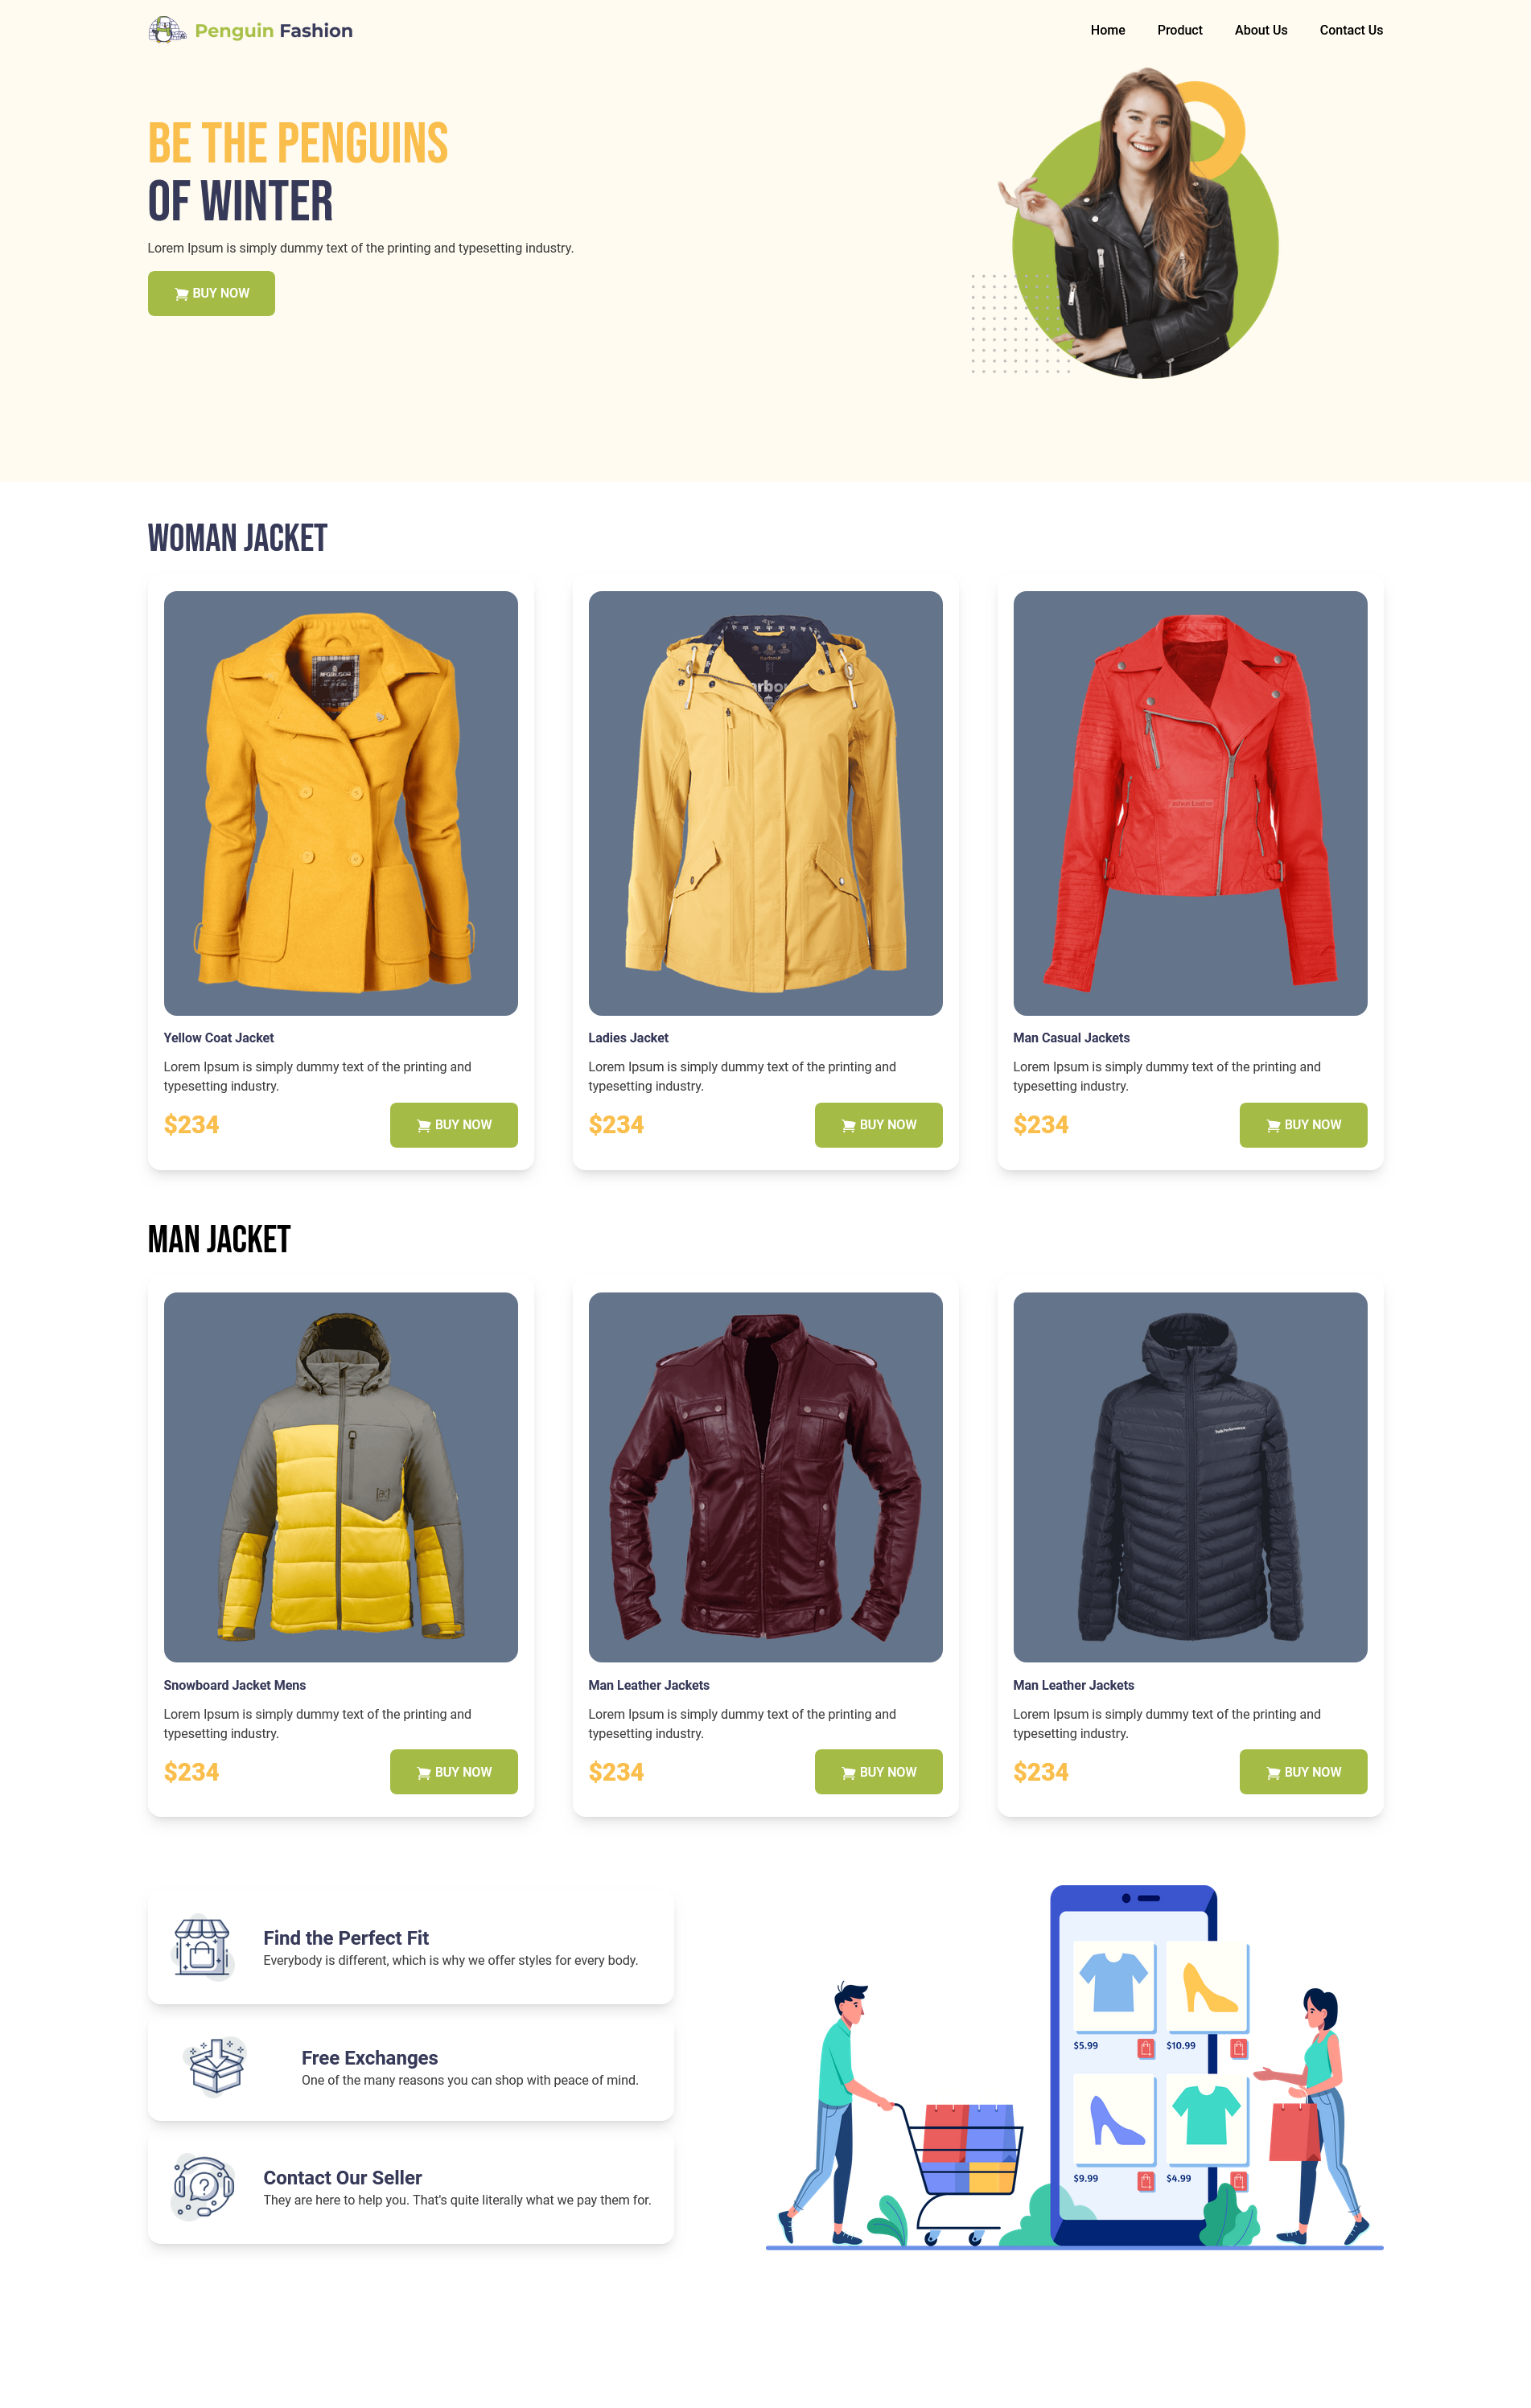 Penguin Fashion
Home Product About Us Contact Us
BE THE PENGUINS
OF WINTER
Lorem Ipsum is simply dummy text of the printing and typesetting industry.
BUY NOW
WOMAN JACKET
Barbour
Fashion Leather
Yellow Coat Jacket
Lorem Ipsum is simply dummy text of the printing and
typesetting industry.
$234 BUY NOW
Ladies Jacket
Lorem Ipsum is simply dummy text of the printing and
typesetting industry.
$234 BUY NOW
Man Casual Jackets
Lorem Ipsum is simply dummy text of the printing and
typesetting industry.
$234 BUY NOW
MAN JACKET
Peak Performance
Snowboard Jacket Mens
Lorem Ipsum is simply dummy text of the printing and
typesetting industry.
$234 BUY NOW
Man Leather Jackets
Lorem Ipsum is simply dummy text of the printing and
typesetting industry.
$234 BUY NOW
Man Leather Jackets
Lorem Ipsum is simply dummy text of the printing and
typesetting industry.
$234 BUY NOW
Find the Perfect Fit
Everybody is different, which is why we offer styles for every body.
Free Exchanges
One of the many reasons you can shop with peace of mind.
Contact Our Seller
They are here to help you. That's quite literally what we pay them for.
$5.99 $10.99
$9.99 $4.99